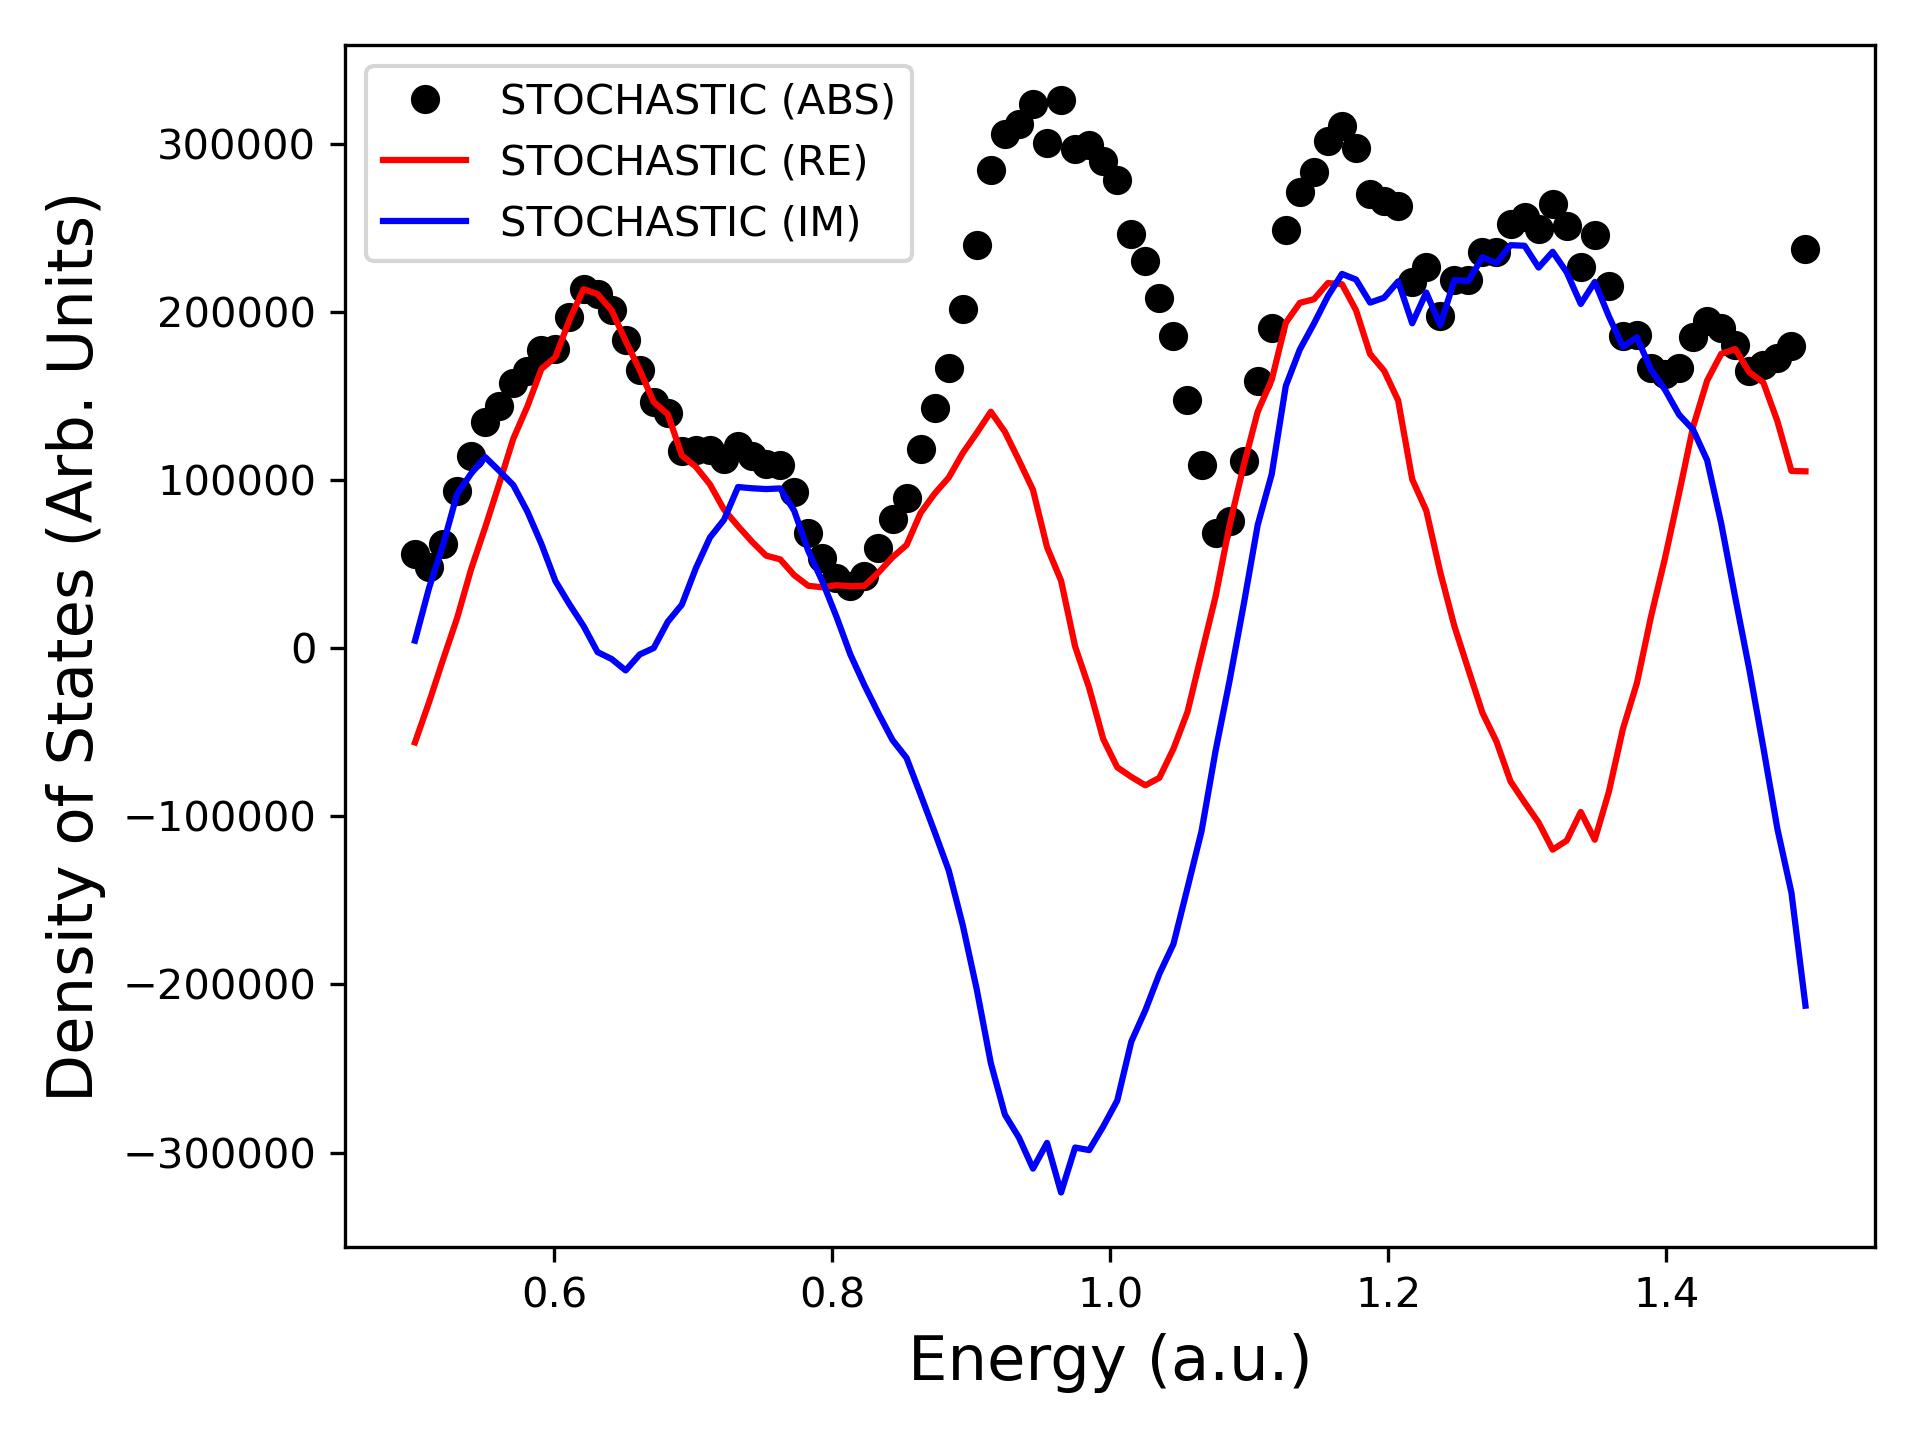 STOCHASTIC (ABS)
STOCHASTIC (RE)
STOCHASTIC (IM)
300000
200000
100000
0
−100000
−200000
−300000
Density of States (Arb. Units)
0.6 0.8 1.0 1.2 1.4
Energy (a.u.)